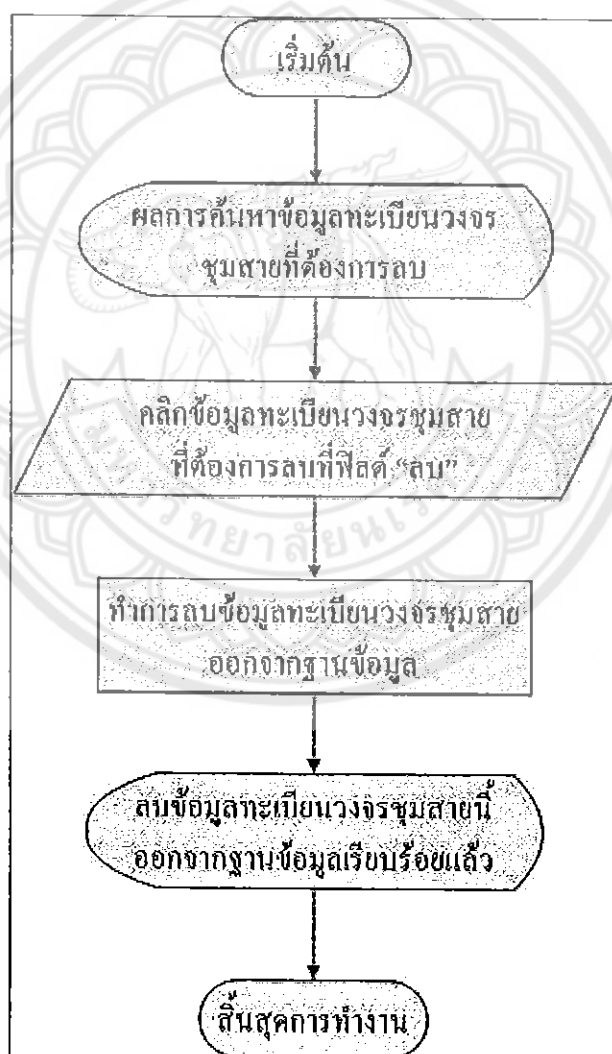 เริ่มต้น
ผลการค้นหาข้อมูลทะเบียนวงจร
ชุมสายที่ต้องการลบ
คลิกข้อมูลทะเบียนวงจรชุมสาย
ที่ต้องการลบที่ฟิลด์ “ลบ”
ทำการลบข้อมูลทะเบียนวงจรชุมสาย
ออกจากฐานข้อมูล
ลบข้อมูลทะเบียนวงจรชุมสายนี้
ออกจากฐานข้อมูลเรียบร้อยแล้ว
สิ้นสุดการทำงาน